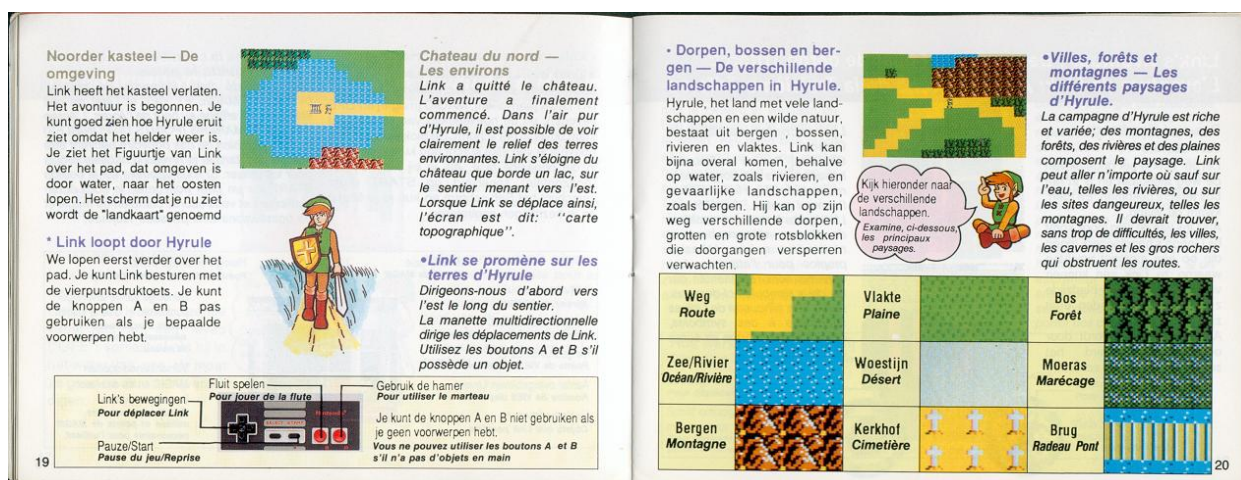 Noorder kasteel — De
omgeving
Link heeft het kasteel verlaten.
Het avontuur is begonnen. Je
kunt goed zien hoe Hyrule eruit
ziet omdat het helder weer is.
Je ziet het Figuurtje van Link
over het pad, dat omgeven is
door water, naar het oosten
lopen. Het scherm dat je nu ziet
wordt de "landkaart" genoemd
* Link loopt door Hyrule
We lopen eerst verder over het
pad. Je kunt Link besturen met
de vierpuntsdruktoets. Je kunt
de knoppen A en B pas
gebruiken als je bepaalde
voorwerpen hebt.
Chateau du nord —
Les environs
Link a quitté le château.
L'aventure a finalement
commencé. Dans l'air pur
d'Hyrule, il est possible de voir
clairement le relief des terres
environnantes. Link s'éloigne du
château que borde un lac, sur
le sentier menant vers l'est.
Lorsque Link se déplace ainsi,
l'écran est dit: ''carte
topographique''.
•Link se promène sur les
terres d'Hyrule
Dirigeons-nous d'abord vers
l'est le long du sentier.
La manette multidirectionnelle
dirige les déplacements de Link.
Utilisez les boutons A et B s'il
possède un objet.
Link's bewegingen
Pour déplacer Link
Pauze/Start
Pause du jeu/Reprise
Fluit spelen
Pour jouer de la flute
Gebruik de hamer
Pour utiliser le marteau
Je kunt de knoppen A en B niet gebruiken als
je geen voorwerpen hebt.
Vous ne pouvez utiliser les boutons A et B
s'il n'a pas d'objets en main
19
• Dorpen, bossen en ber-
gen — De verschillende
landschappen in Hyrule.
Hyrule, het land met vele land-
schappen en een wilde natuur,
bestaat uit bergen , bossen,
rivieren en vlaktes. Link kan
bijna overal komen, behalve
op water, zoals rivieren, en
gevaarlijke landschappen,
zoals bergen. Hij kan op zijn
weg verschillende dorpen,
grotten en grote rotsblokken
die doorgangen versperren
verwachten.
Kijk hieronder naar
de verschillende
landschappen.
Examine, ci-dessous,
les principaux
paysages.
•Villes, forêts et
montagnes — Les
différents paysages
d'Hyrule.
La campagne d'Hyrule est riche
et variée; des montagnes, des
forêts, des rivières et des plaines
composent le paysage. Link
peut aller n'importe où sauf sur
l'eau, telles les rivières, ou sur
les sites dangeureux, telles les
montagnes. Il devrait trouver,
sans trop de difficultés, les villes,
les cavernes et les gros rochers
qui obstruent les routes.
Weg
Route
Vlakte
Plaine
Bos
Forêt
Zee/Rivier
Océan/Rivière
Woestijn
Désert
Moeras
Marécage
Bergen
Montagne
Kerkhof
Cimetière
Brug
Radeau Pont
20